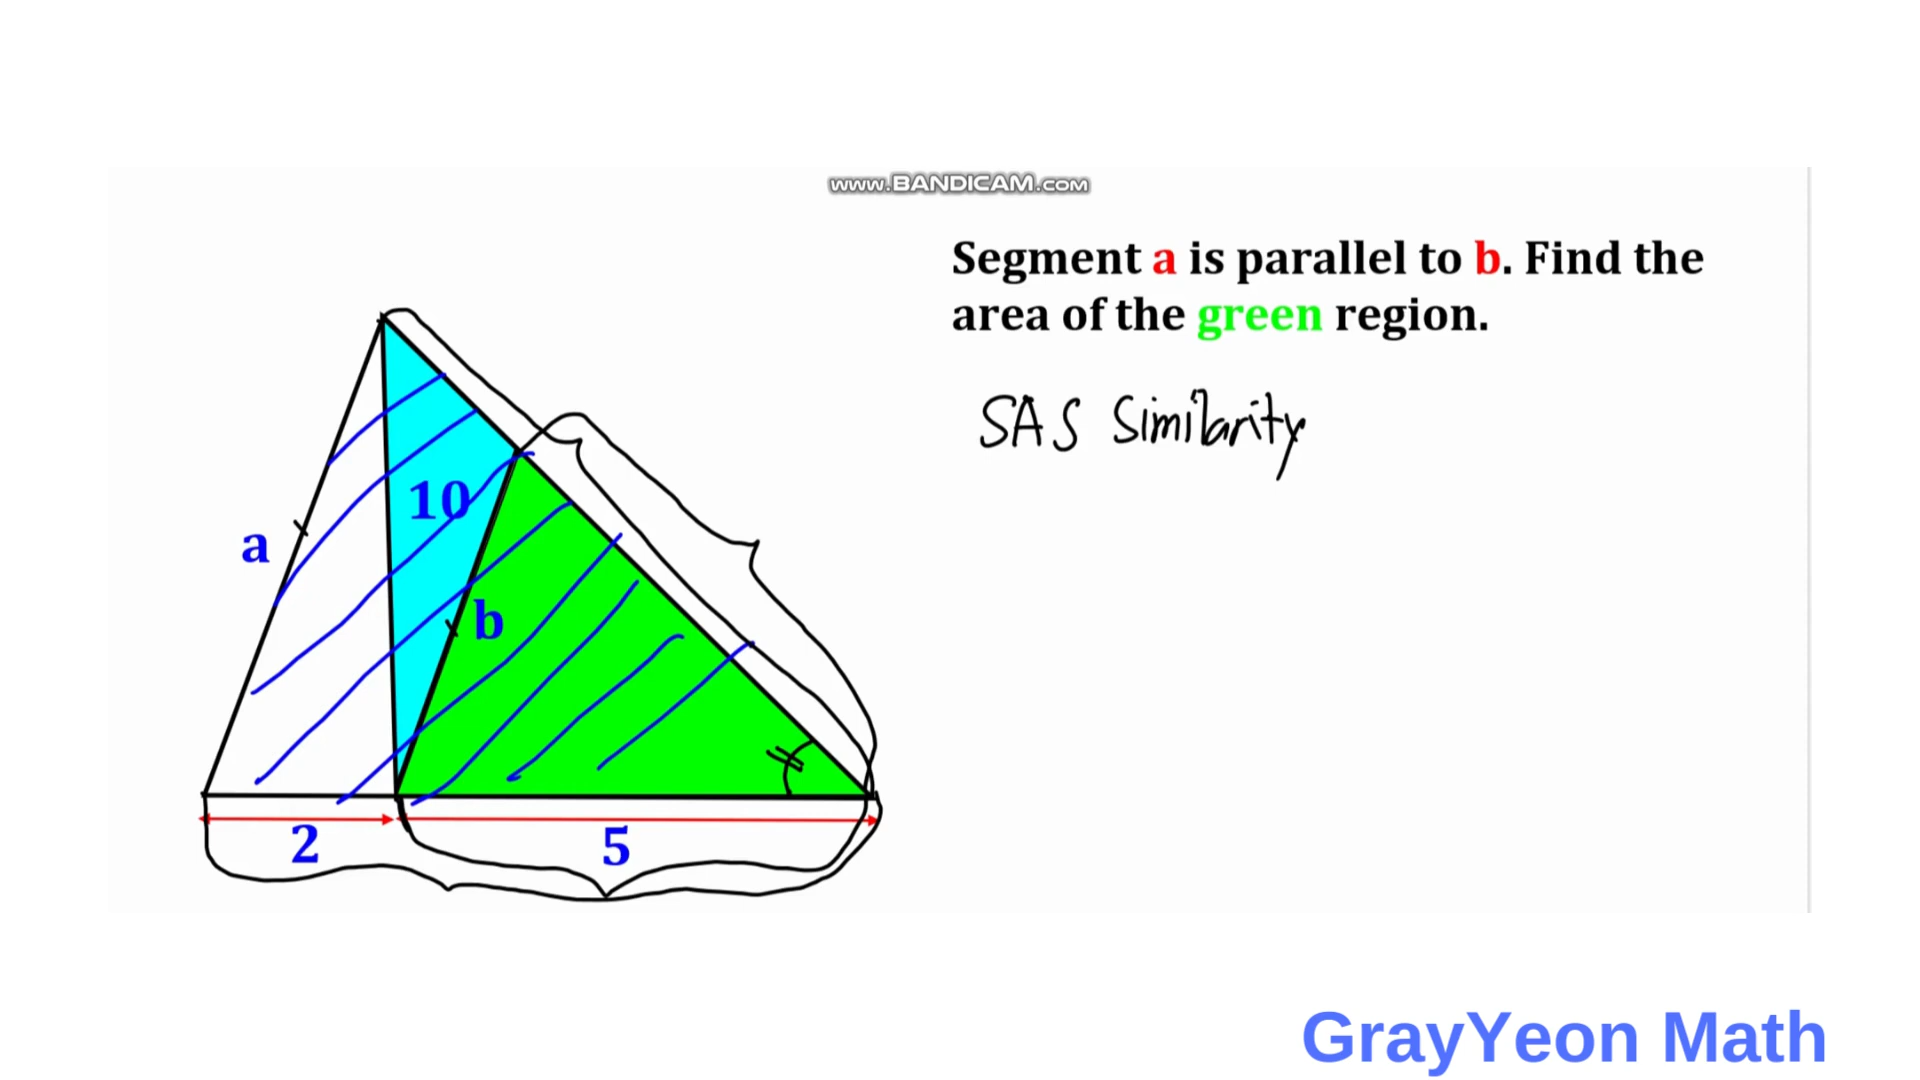 www.BANDICAM.com
Segment a is parallel to b. Find the
area of the green region.
SAS Similarity
10
a
b
2
5
GrayYeon Math